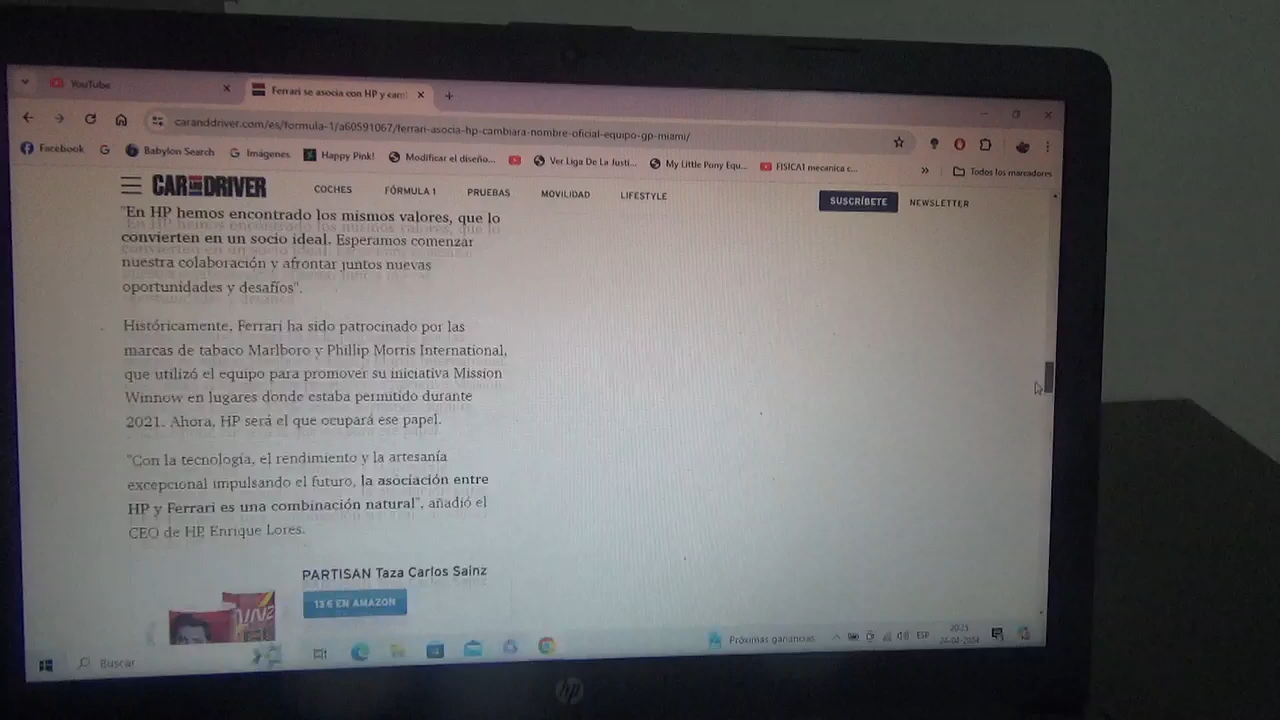 YouTube
Ferrari se asocia con HP y cam
caranddriver.com/es/formula-1/a60591067/ferrari-asocia-hp-cambiara-nombre-oficial-equipo-gp-miami/
Facebook
Babylon Search
Imágenes
Happy Pink!
Modificar el diseño...
Ver Liga De La Justi...
My Little Pony Equ...
FISICA1 mecanica c...
»
Todos los marcadores
CAR AND DRIVER
COCHES
FÓRMULA 1
PRUEBAS
MOVILIDAD
LIFESTYLE
SUSCRÍBETE
NEWSLETTER
"En HP hemos encontrado los mismos valores, que lo
convierten en un socio ideal. Esperamos comenzar
nuestra colaboración y afrontar juntos nuevas
oportunidades y desafíos".
Históricamente, Ferrari ha sido patrocinado por las
marcas de tabaco Marlboro y Phillip Morris International,
que utilizó el equipo para promover su iniciativa Mission
Winnow en lugares donde estaba permitido durante
2021. Ahora, HP será el que ocupará ese papel.
"Con la tecnología, el rendimiento y la artesanía
excepcional impulsando el futuro, la asociación entre
HP y Ferrari es una combinación natural", añadió el
CEO de HP, Enrique Lores.
PARTISAN Taza Carlos Sainz
13 € EN AMAZON
Buscar
Próximas ganancias
ESP
20:25
24-04-2024
hp